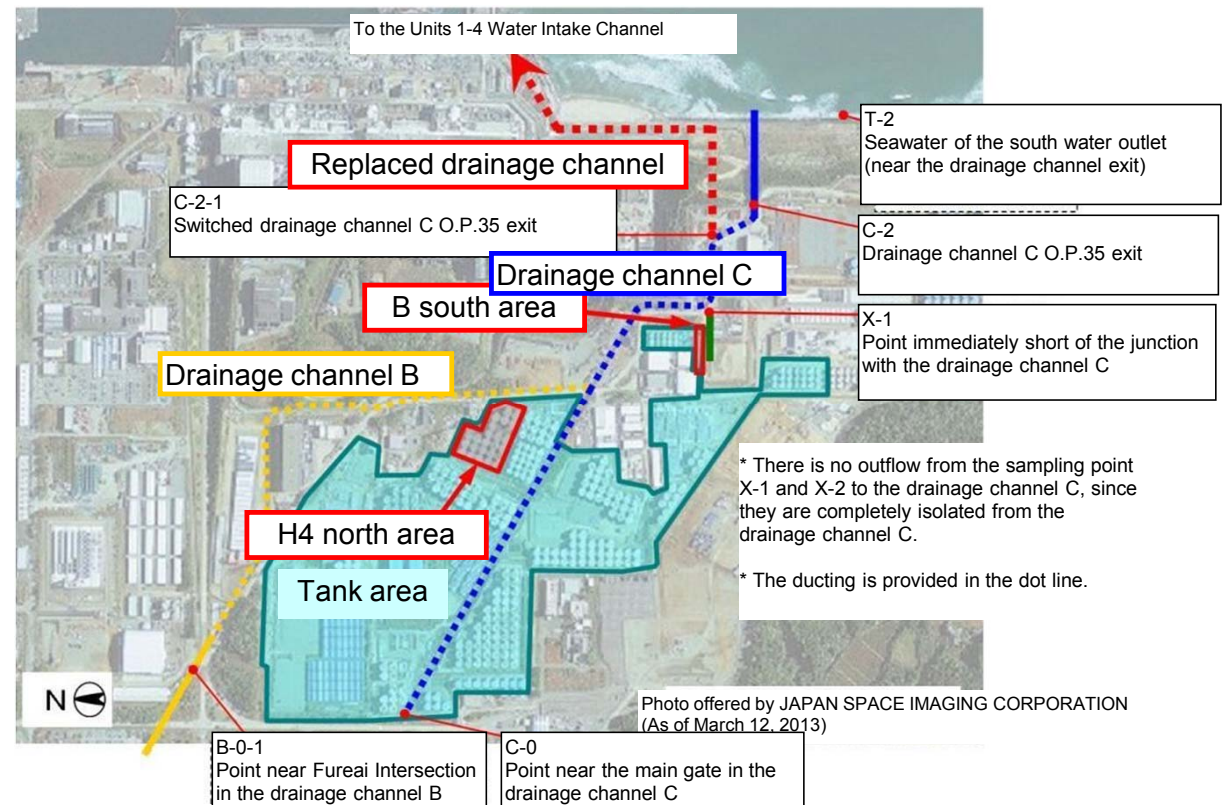 To the Units 1-4 Water Intake Channel
T-2
Seawater of the south water outlet
(near the drainage channel exit)
Replaced drainage channel
C-2-1
Switched drainage channel C O.P.35 exit
C-2
Drainage channel C O.P.35 exit
Drainage channel C
B south area
X-1
Point immediately short of the junction
with the drainage channel C
Drainage channel B
* There is no outflow from the sampling point
X-1 and X-2 to the drainage channel C, since
they are completely isolated from the
drainage channel C.
H4 north area
* The ducting is provided in the dot line.
Tank area
N
Photo offered by JAPAN SPACE IMAGING CORPORATION
(As of March 12, 2013)
B-0-1
Point near Fureai Intersection
in the drainage channel B
C-0
Point near the main gate in the
drainage channel C